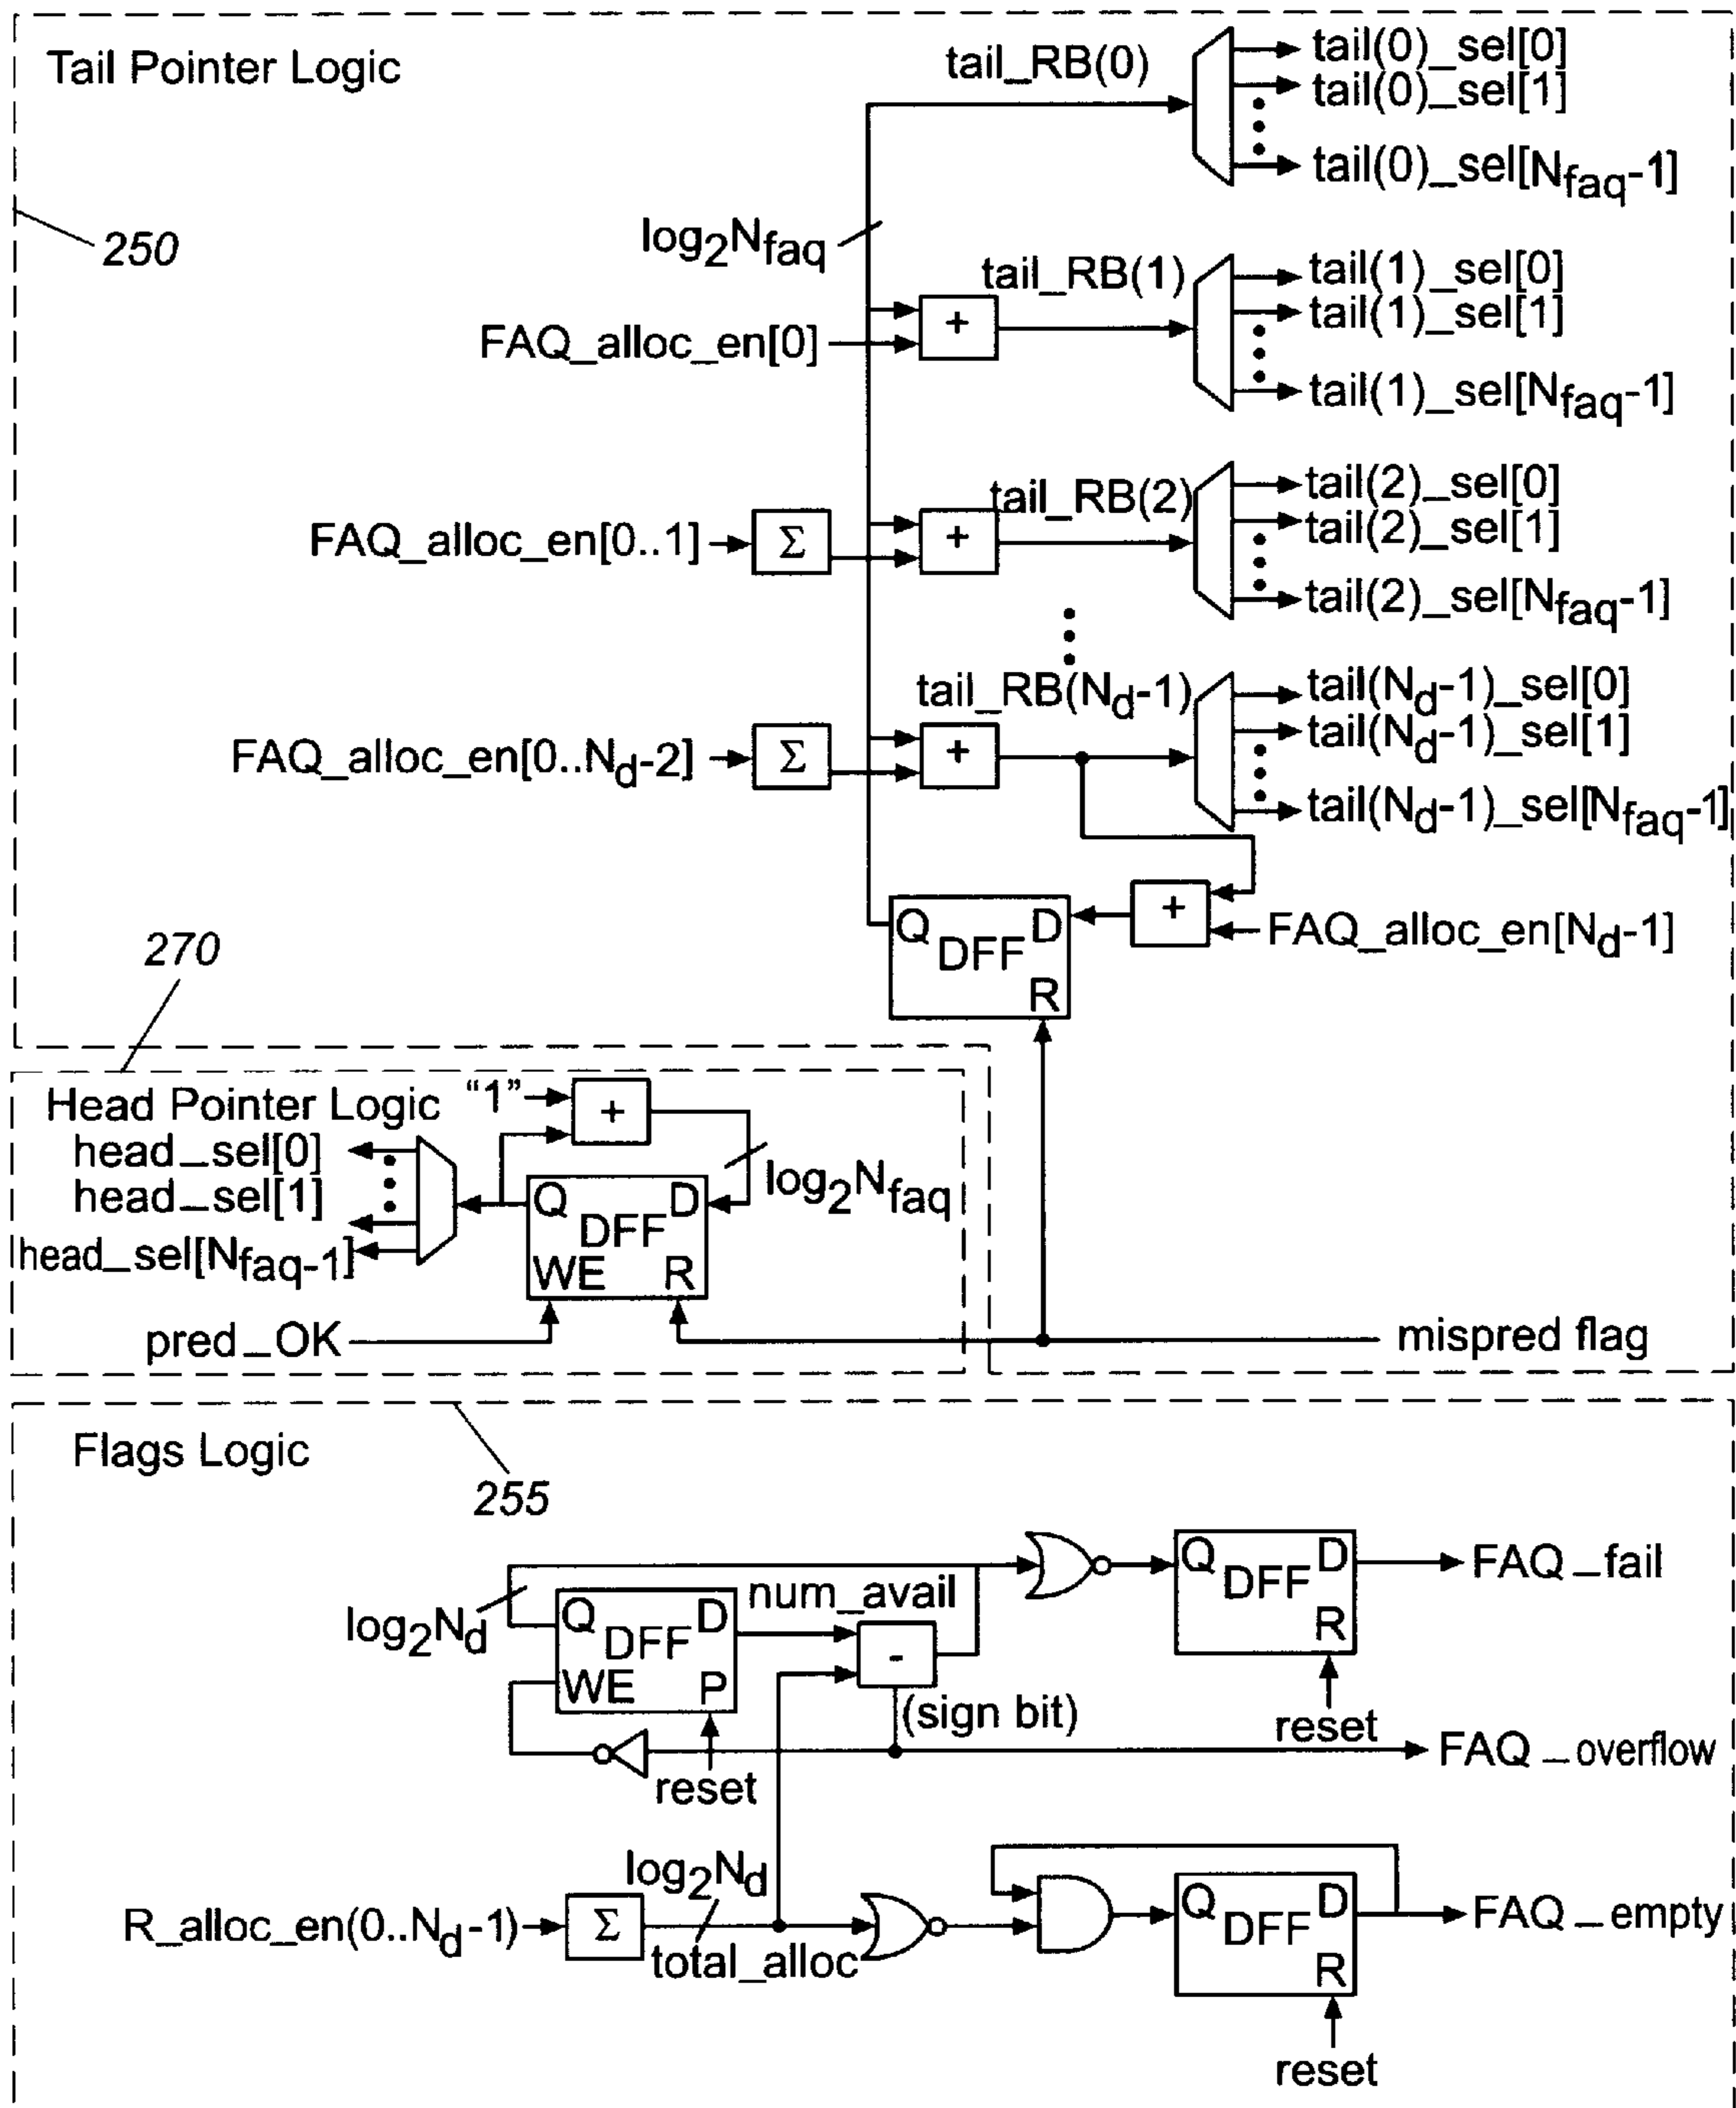 Tail Pointer Logic
250
tail_RB(0)
tail(0)_sel[0]
tail(0)_sel[1]
tail(0)_sel[Nfaq-1]
log2Nfaq
tail_RB(1)
FAQ_alloc_en[0]
+
tail(1)_sel[0]
tail(1)_sel[1]
tail(1)_sel[Nfaq-1]
tail_RB(2)
FAQ_alloc_en[0..1]
Σ
+
tail(2)_sel[0]
tail(2)_sel[1]
tail(2)_sel[Nfaq-1]
tail_RB(Nd-1)
FAQ_alloc_en[0..Nd-2]
Σ
+
tail(Nd-1)_sel[0]
tail(Nd-1)_sel[1]
tail(Nd-1)_sel[Nfaq-1]
+
FAQ_alloc_en[Nd-1]
Q DFF D
R
270
Head Pointer Logic
"1"
+
head_sel[0]
head_sel[1]
head_sel[Nfaq-1]
log2Nfaq
Q DFF D
WE R
pred_OK
mispred flag
Flags Logic
255
log2Nd
Q DFF D
WE P
num_avail
-
(sign bit)
reset
Q DFF D
R
reset
FAQ_fail
FAQ_overflow
R_alloc_en(0..Nd-1)
Σ
log2Nd
total_alloc
Q DFF D
R
reset
FAQ_empty